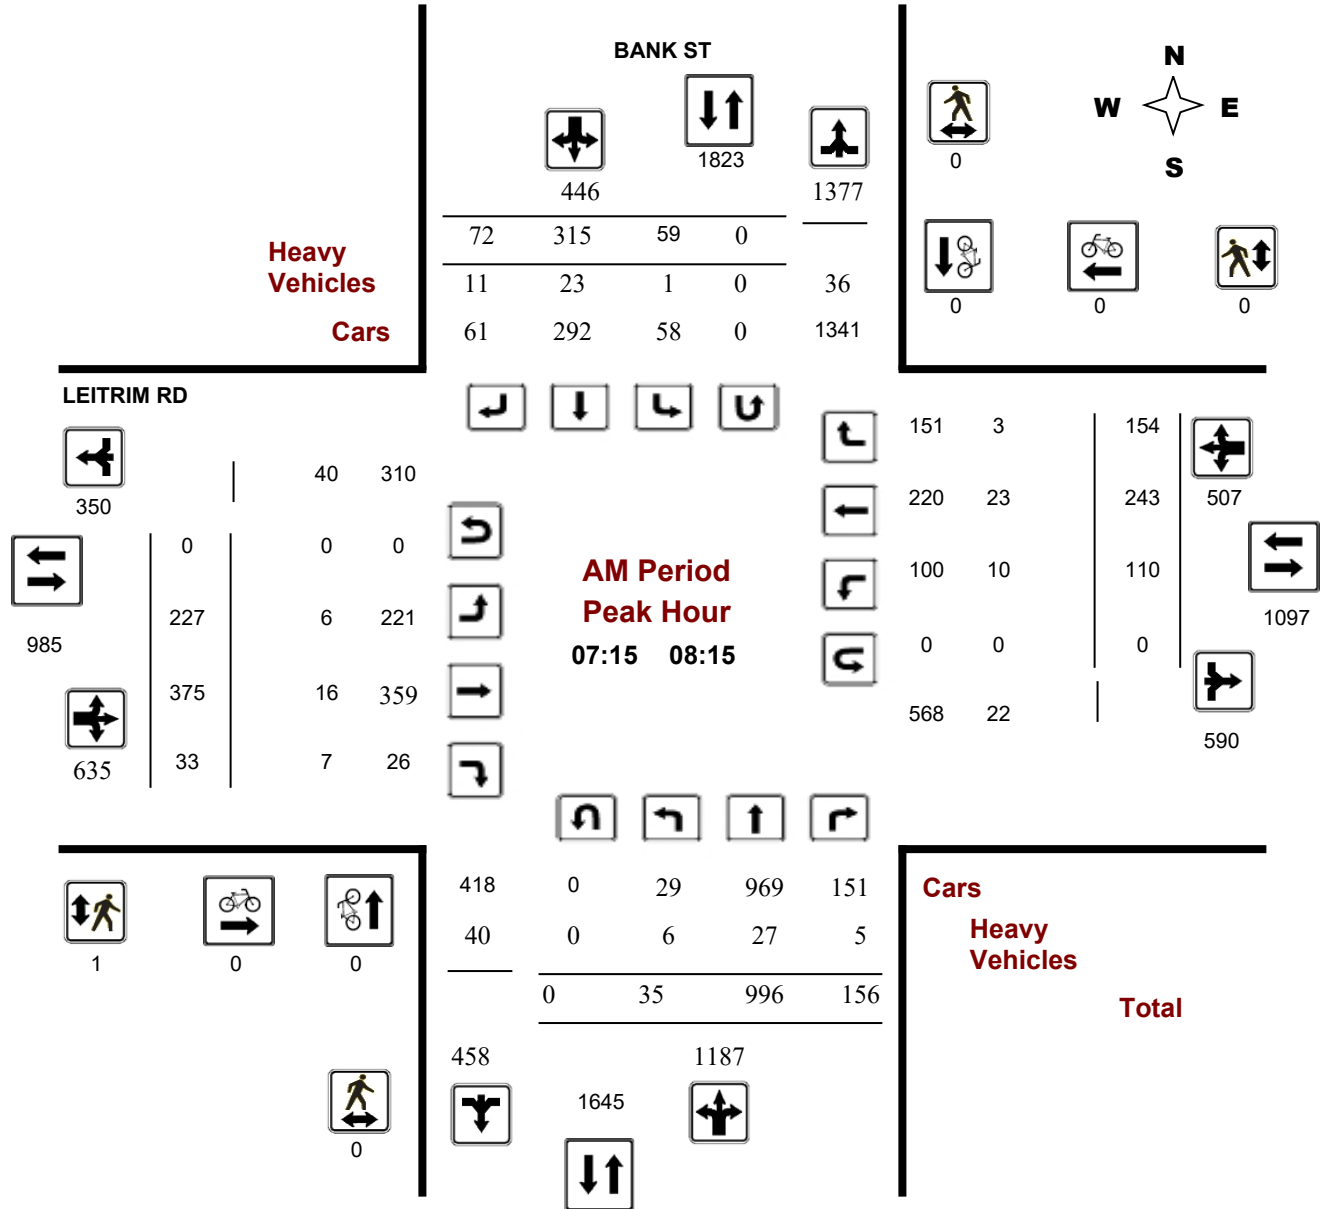 BANK ST
N
W E
S
1823
0
446 1377
72 315 59 0
Heavy
Vehicles
11 23 1 0 36
0 0 0
Cars
61 292 58 0 1341
LEITRIM RD
151 3 154
40 310
350
220 23 243 507
0 0 0
AM Period
100 10 110
Peak Hour
227 6 221
1097
985
07:15 08:15
0 0 0
375 16 359
568 22
590
635 33 7 26
418 0 29 969 151
Cars
40 0 6 27 5
Heavy
Vehicles
1 0 0
0 35 996 156
Total
458 1187
1645
0